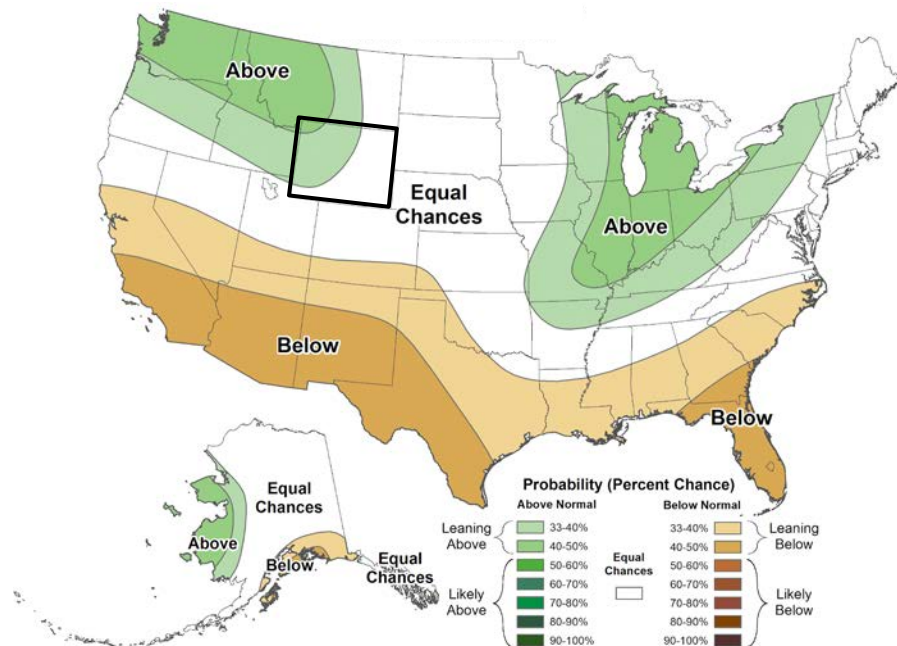 Above
Equal
Chances
Above
Below
Below
Equal
Chances
Above
Below
Equal
Chances
Probability (Percent Chance)
Above Normal
Below Normal
Leaning
Above
33-40%
40-50%
Likely
Above
50-60%
60-70%
70-80%
80-90%
90-100%
Equal
Chances
33-40%
40-50%
Leaning
Below
50-60%
60-70%
70-80%
80-90%
90-100%
Likely
Below